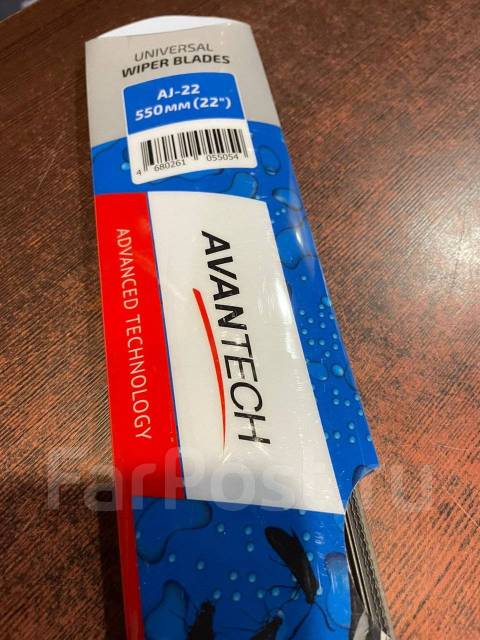 UNIVERSAL
WIPER BLADES
AJ-22
550MM (22")
4 680261 055054
AVANTECH
ADVANCED TECHNOLOGY
FarPost.ru